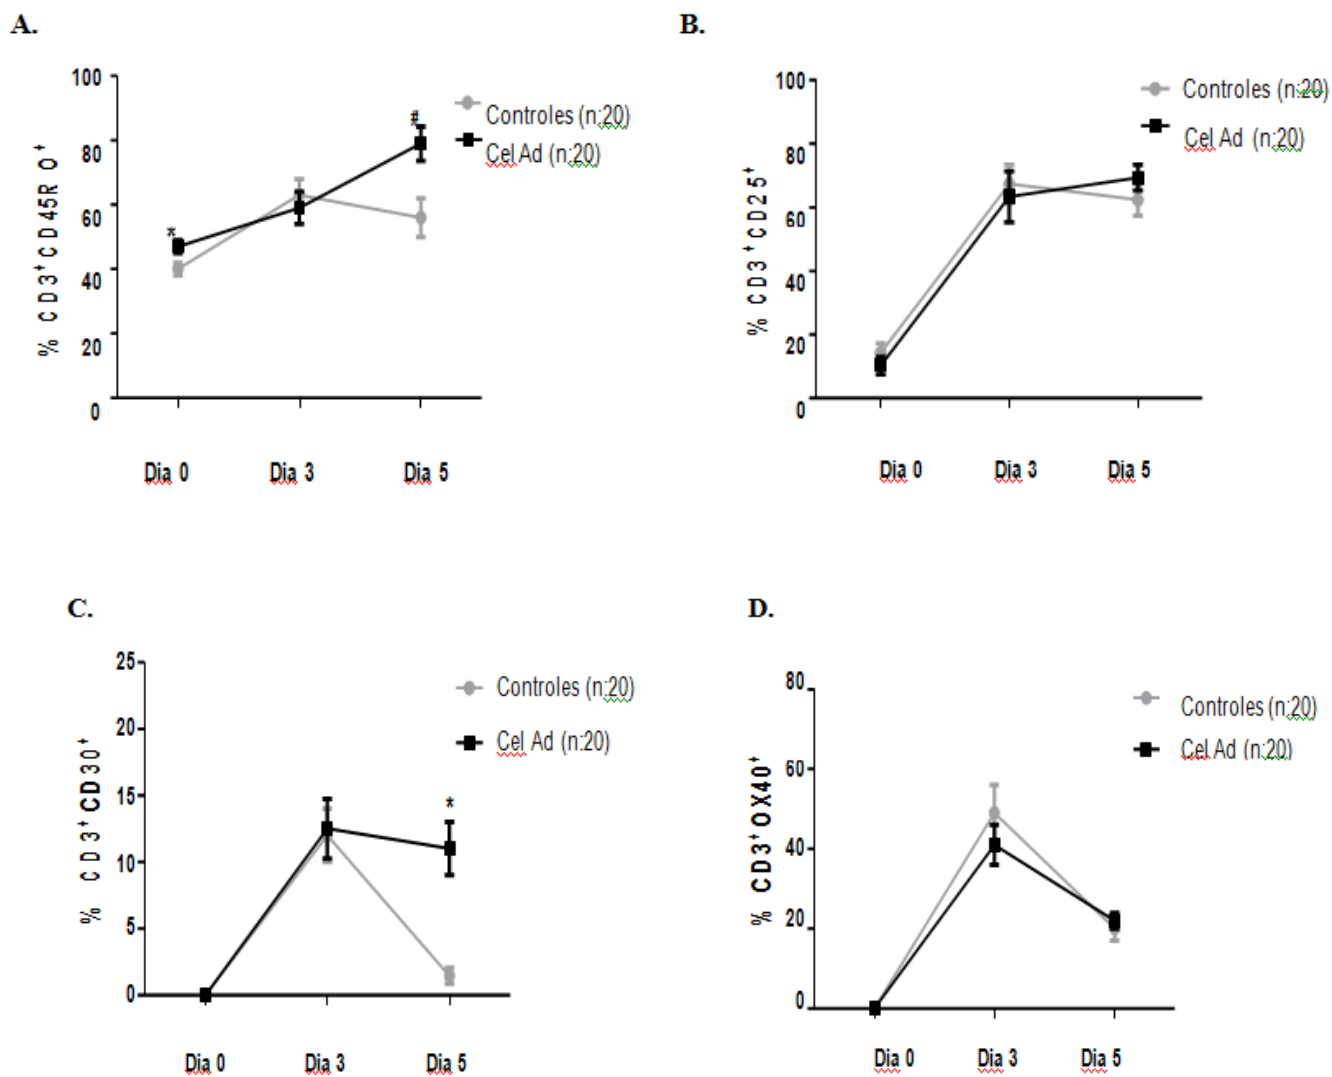 A.
% CD3+CD45R O+
100
80
60
40
20
0
*
#
Controles (n:20)
Cel Ad (n:20)
Dia 0
Dia 3
Dia 5
B.
% CD3+CD25+
100
80
60
40
20
0
Controles (n:20)
Cel Ad (n:20)
Dia 0
Dia 3
Dia 5
C.
% CD3+CD30+
25
20
15
10
5
0
*
Controles (n:20)
Cel Ad (n:20)
Dia 0
Dia 3
Dia 5
D.
% CD3+OX40+
80
60
40
20
0
Controles (n:20)
Cel Ad (n:20)
Dia 0
Dia 3
Dia 5